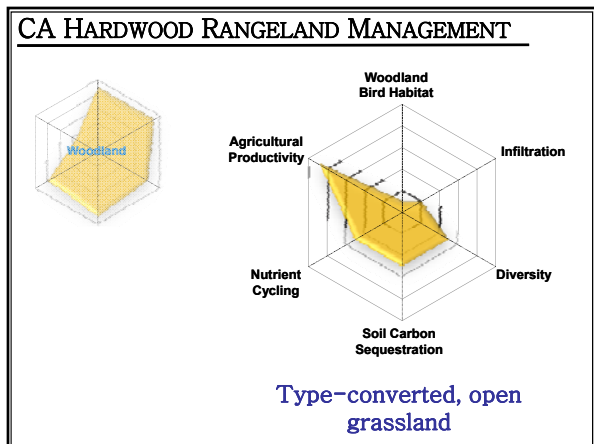 CA HARDWOOD RANGELAND MANAGEMENT
Woodland
Woodland
Bird Habitat
Agricultural
Productivity
Infiltration
Nutrient
Cycling
Diversity
Soil Carbon
Sequestration
Type-converted, open
grassland